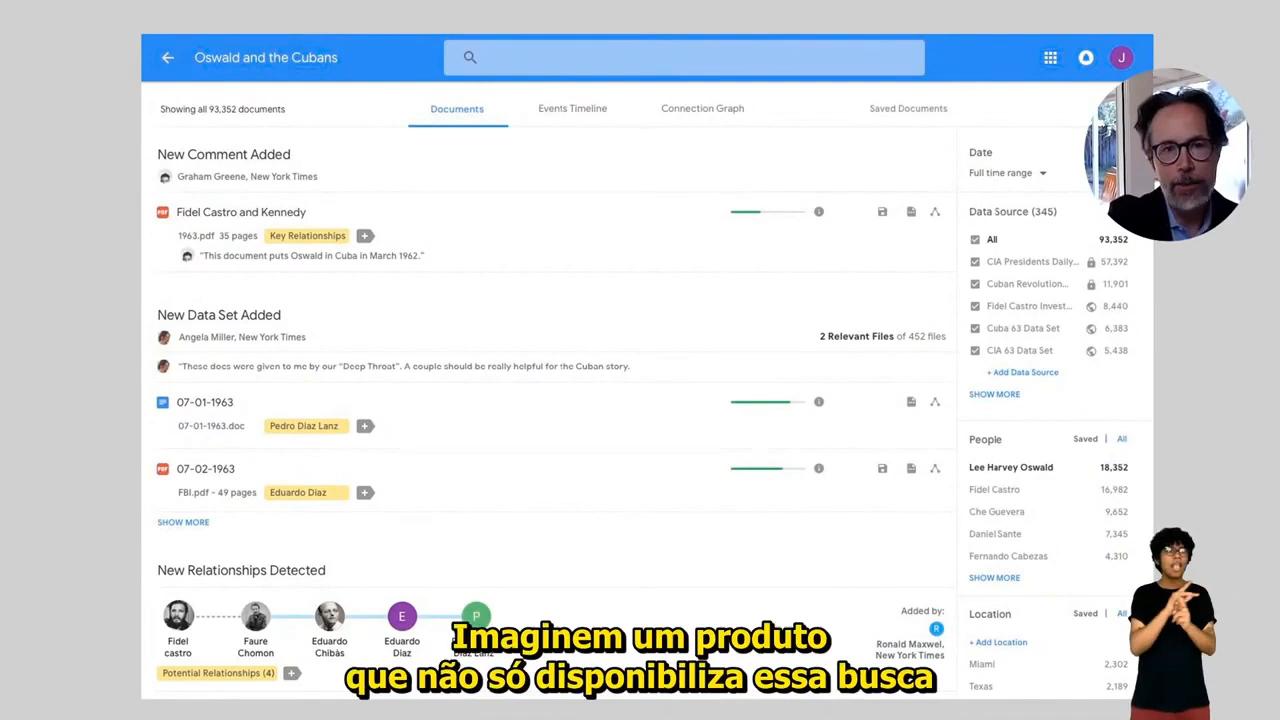 Oswald and the Cubans
J
Showing all 93,352 documents
Documents
Events Timeline
Connection Graph
Saved Documents
New Comment Added
Graham Greene, New York Times
PDF Fidel Castro and Kennedy
1963.pdf 35 pages Key Relationships +
"This document puts Oswald in Cuba in March 1962."
New Data Set Added
Angela Miller, New York Times
2 Relevant Files of 452 files
"These docs were given to me by our "Deep Throat". A couple should be really helpful for the Cuban story.
07-01-1963
07-01-1963.doc Pedro Diaz Lanz +
PDF 07-02-1963
FBI.pdf - 49 pages Eduardo Diaz +
SHOW MORE
New Relationships Detected
E P
Fidel castro
Faure Chomon
Eduardo Chibàs
Eduardo Diaz
Lanz
Potential Relationships (4) +
Added by:
R
Ronald Maxwel,
New York Times
Date
Full time range
Data Source (345)
All 93,352
CIA Presidents Daily... 57,392
Cuban Revolution... 11,901
Fidel Castro Invest... 8,440
Cuba 63 Data Set 6,383
CIA 63 Data Set 5,438
+ Add Data Source
SHOW MORE
People Saved | All
Lee Harvey Oswald 18,352
Fidel Castro 16,982
Che Guevera 9,652
Daniel Sante 7,345
Fernando Cabezas 4,310
SHOW MORE
Location Saved | All
+ Add Location
Miami 2,302
Texas 2,189
Imaginem um produto
que não só disponibiliza essa busca